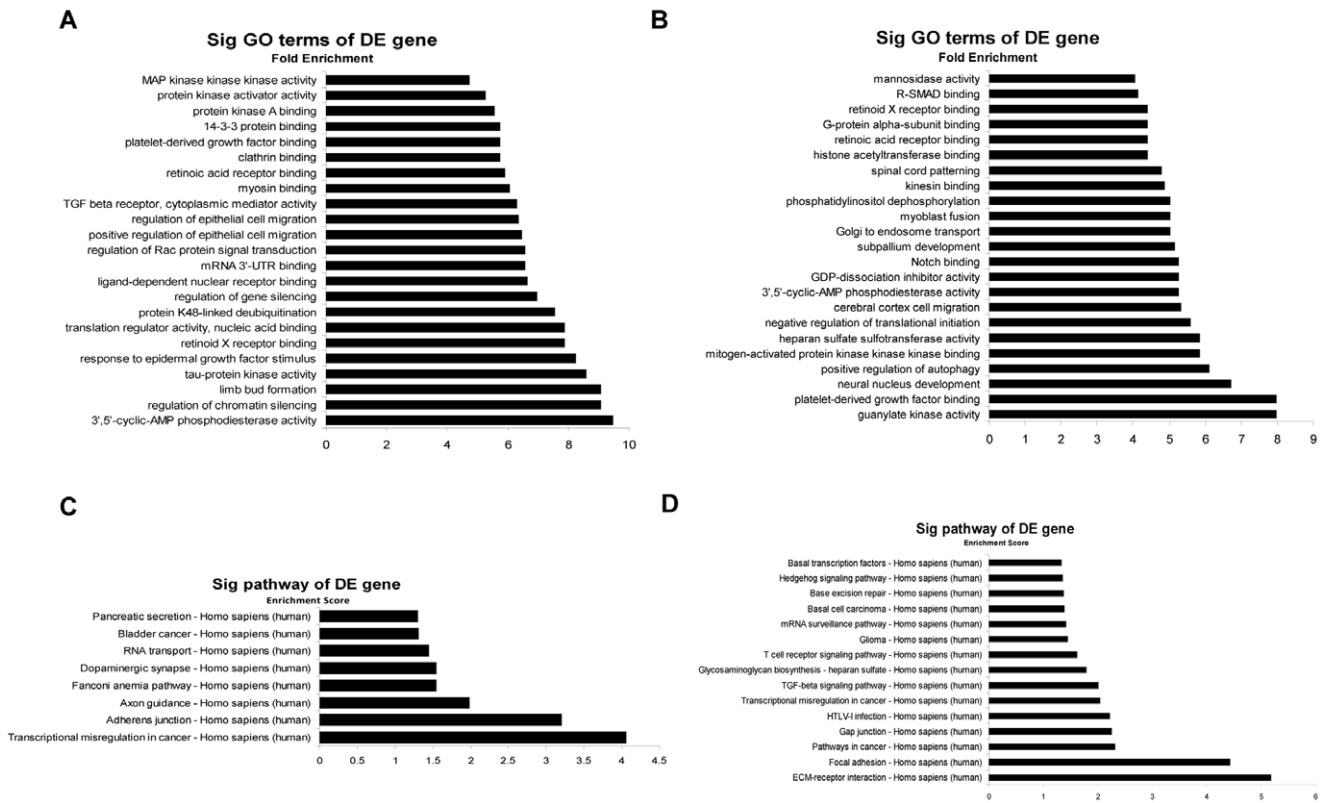 A
Sig GO terms of DE gene
Fold Enrichment
MAP kinase kinase kinase activity
protein kinase activator activity
protein kinase A binding
14-3-3 protein binding
platelet-derived growth factor binding
clathrin binding
retinoic acid receptor binding
myosin binding
TGF beta receptor, cytoplasmic mediator activity
regulation of epithelial cell migration
positive regulation of epithelial cell migration
regulation of Rac protein signal transduction
mRNA 3'-UTR binding
ligand-dependent nuclear receptor binding
regulation of gene silencing
protein K48-linked deubiquitination
translation regulator activity, nucleic acid binding
retinoid X receptor binding
response to epidermal growth factor stimulus
tau-protein kinase activity
limb bud formation
regulation of chromatin silencing
3',5'-cyclic-AMP phosphodiesterase activity
0 2 4 6 8 10
B
Sig GO terms of DE gene
Fold Enrichment
mannosidase activity
R-SMAD binding
retinoid X receptor binding
G-protein alpha-subunit binding
retinoic acid receptor binding
histone acetyltransferase binding
spinal cord patterning
kinesin binding
phosphatidylinositol dephosphorylation
myoblast fusion
Golgi to endosome transport
subpallium development
Notch binding
GDP-dissociation inhibitor activity
3',5'-cyclic-AMP phosphodiesterase activity
cerebral cortex cell migration
negative regulation of translational initiation
heparan sulfate sulfotransferase activity
mitogen-activated protein kinase kinase kinase binding
positive regulation of autophagy
neural nucleus development
platelet-derived growth factor binding
guanylate kinase activity
0 1 2 3 4 5 6 7 8 9
C
Sig pathway of DE gene
Enrichment Score
Pancreatic secretion - Homo sapiens (human)
Bladder cancer - Homo sapiens (human)
RNA transport - Homo sapiens (human)
Dopaminergic synapse - Homo sapiens (human)
Fanconi anemia pathway - Homo sapiens (human)
Axon guidance - Homo sapiens (human)
Adherens junction - Homo sapiens (human)
Transcriptional misregulation in cancer - Homo sapiens (human)
0 0.5 1 1.5 2 2.5 3 3.5 4 4.5
D
Sig pathway of DE gene
Enrichment Score
Basal transcription factors - Homo sapiens (human)
Hedgehog signaling pathway - Homo sapiens (human)
Base excision repair - Homo sapiens (human)
Basal cell carcinoma - Homo sapiens (human)
mRNA surveillance pathway - Homo sapiens (human)
Glioma - Homo sapiens (human)
T cell receptor signaling pathway - Homo sapiens (human)
Glycosaminoglycan biosynthesis - heparan sulfate - Homo sapiens (human)
TGF-beta signaling pathway - Homo sapiens (human)
Transcriptional misregulation in cancer - Homo sapiens (human)
HTLV-I infection - Homo sapiens (human)
Gap junction - Homo sapiens (human)
Pathways in cancer - Homo sapiens (human)
Focal adhesion - Homo sapiens (human)
ECM-receptor interaction - Homo sapiens (human)
0 1 2 3 4 5 6